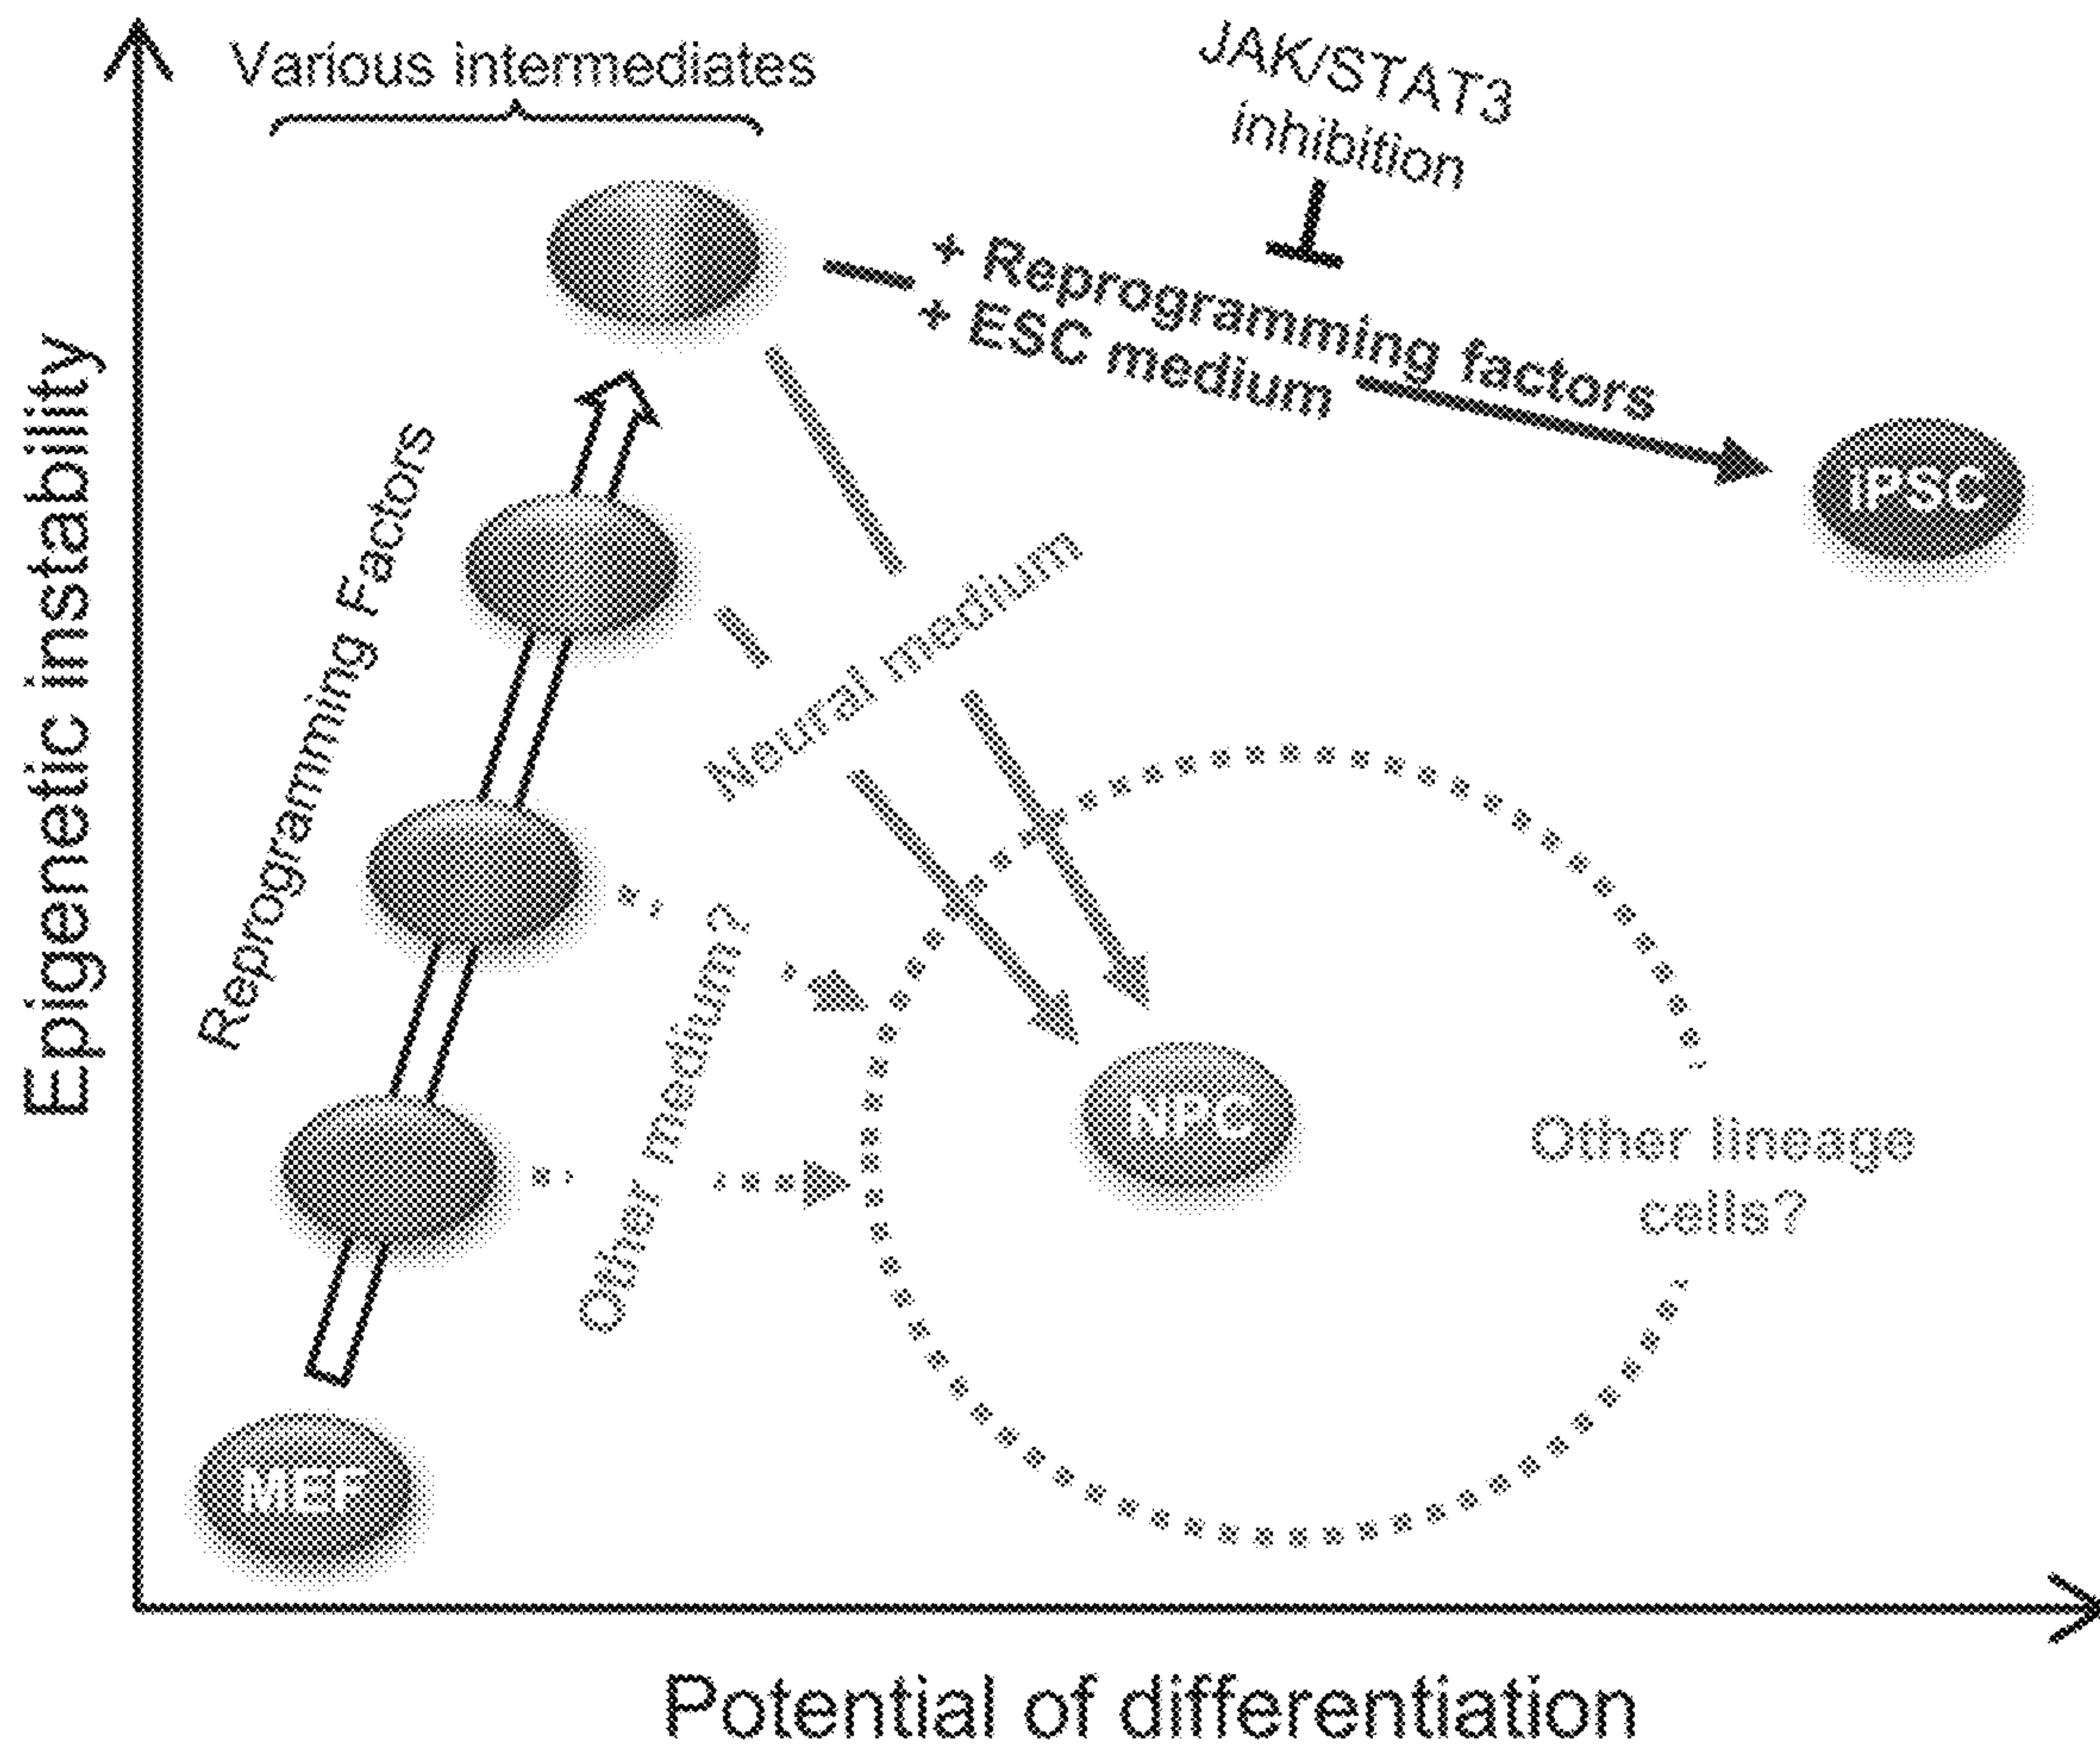 Various intermediates
JAK/STAT3
inhibition
+ Reprogramming factors
+ ESC medium
iPSC
Epigenetic instability
Reprograming Factors
Neural medium
Other medium?
NPC
Other lineage
cells?
MEF
Potential of differentiation